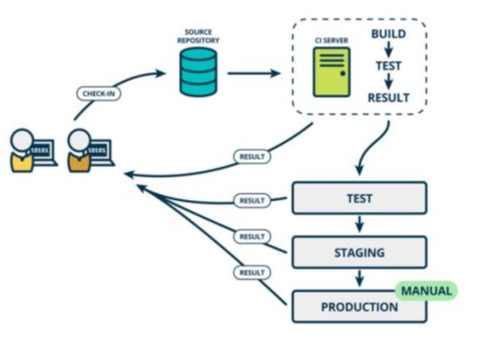 SOURCE
REPOSITORY
CI SERVER
BUILD
TEST
RESULT
CHECK-IN
10101
10101
RESULT
RESULT
TEST
RESULT
STAGING
RESULT
MANUAL
PRODUCTION